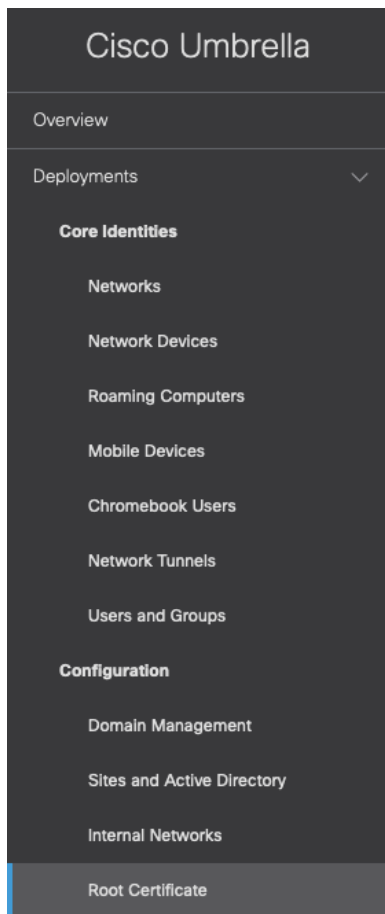 Cisco Umbrella
Overview
Deployments
Core Identities
Networks
Network Devices
Roaming Computers
Mobile Devices
Chromebook Users
Network Tunnels
Users and Groups
Configuration
Domain Management
Sites and Active Directory
Internal Networks
Root Certificate